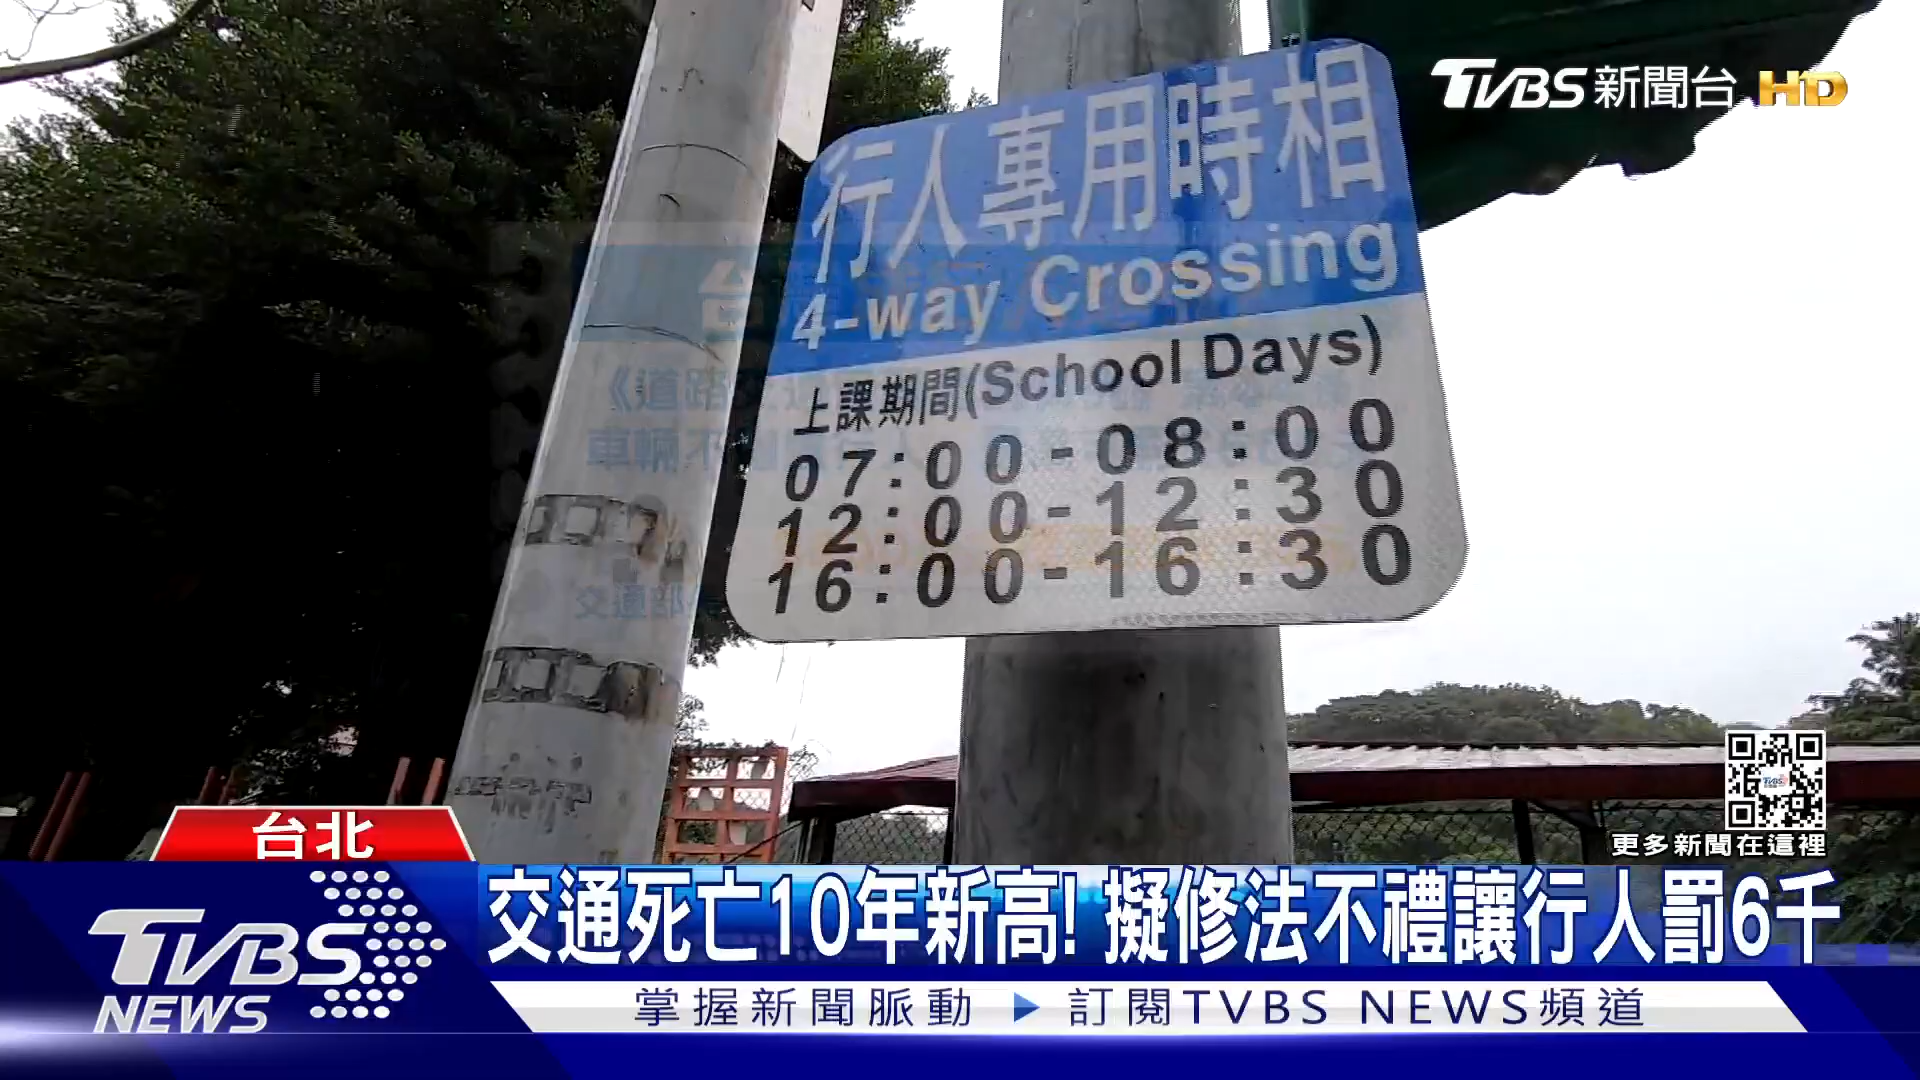 TVBS新聞台 HD
行人專用時相
4-way Crossing
上課期間(School Days)
07:00-08:00
12:00-12:30
16:00-16:30
更多新聞在這裡
台北
交通死亡10年新高! 擬修法不禮讓行人罰6千
TVBS NEWS
掌握新聞脈動 ▶ 訂閱TVBS NEWS頻道